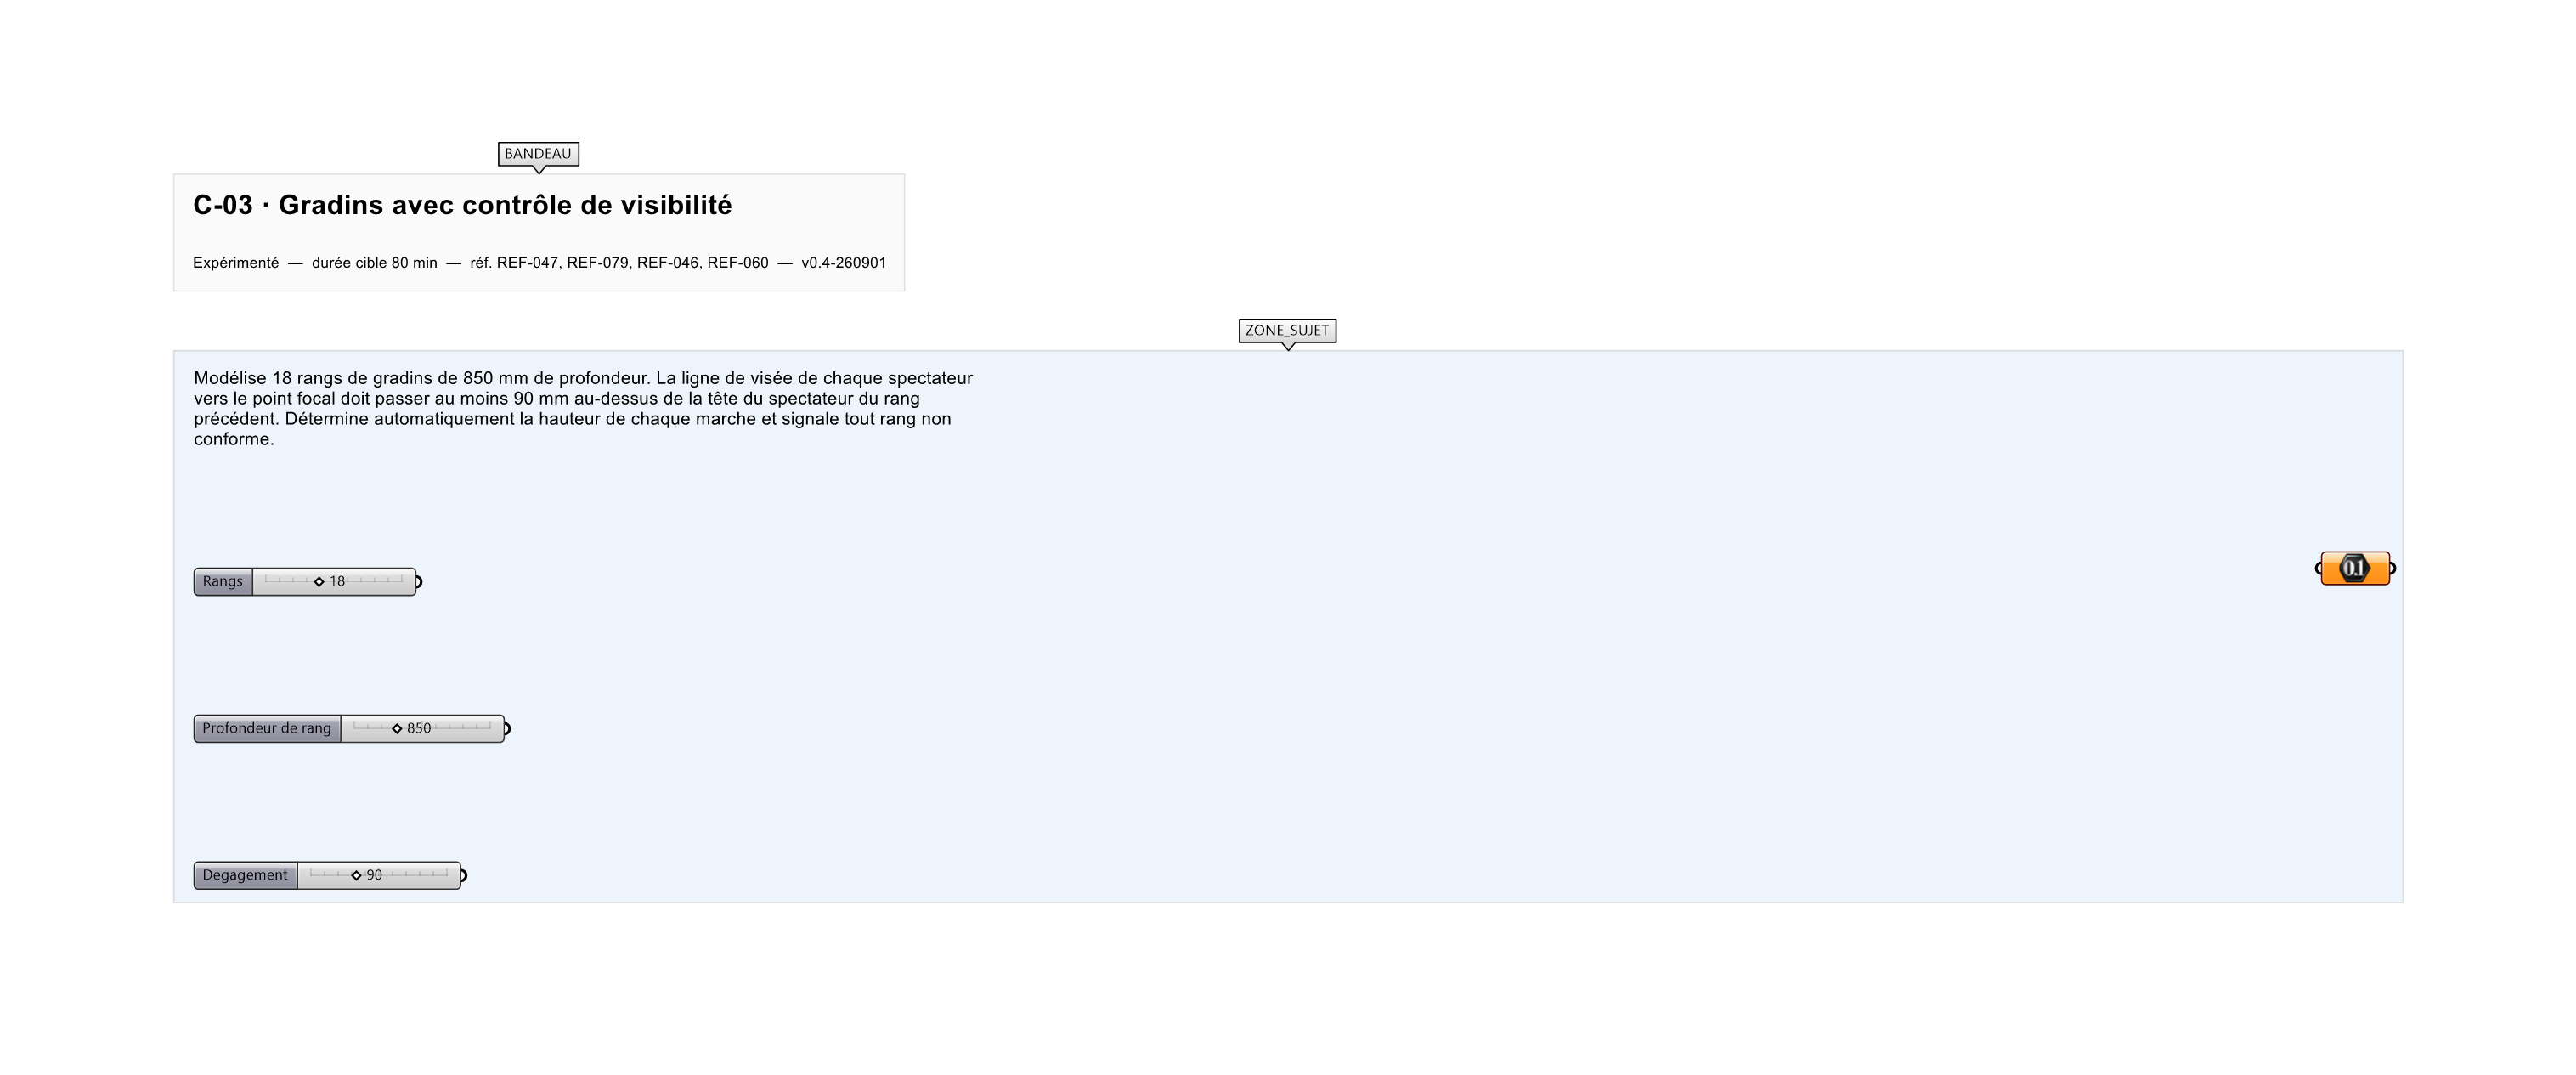 BANDEAU
C-03 · Gradins avec contrôle de visibilité
Expérimenté — durée cible 80 min — réf. REF-047, REF-079, REF-046, REF-060 — v0.4-260901
ZONE_SUJET
Modélise 18 rangs de gradins de 850 mm de profondeur. La ligne de visée de chaque spectateur
vers le point focal doit passer au moins 90 mm au-dessus de la tête du spectateur du rang
précédent. Détermine automatiquement la hauteur de chaque marche et signale tout rang non
conforme.
Rangs 18
0.1
Profondeur de rang 850
Degagement 90